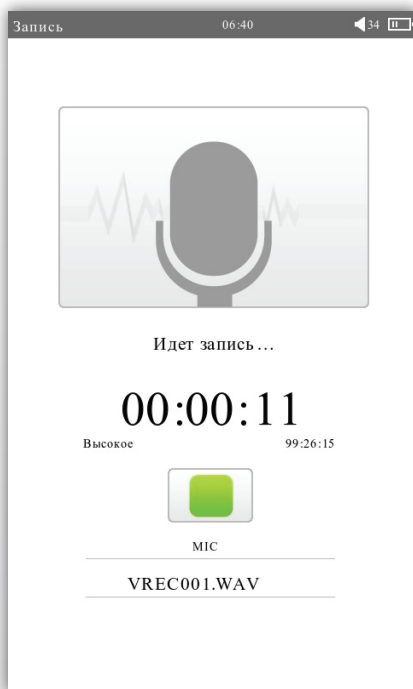 Запись 06:40 34
Идет запись...
00:00:11
Высокое 99:26:15
MIC
VREC001.WAV